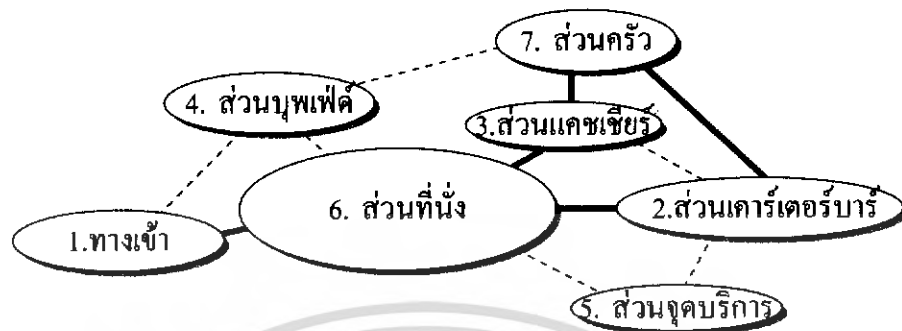 7. ส่วนครัว
4. ส่วนบุพเฟ่ต์
3.ส่วนแคชเชียร์
6. ส่วนที่นั่ง
2.ส่วนเคาร์เตอร์บาร์
1.ทางเข้า
5. ส่วนจุดบริการ